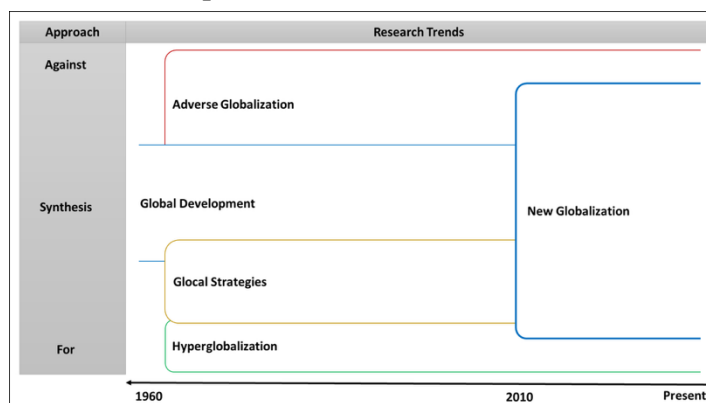 Approach
Research Trends
Against
Adverse Globalization
Synthesis
Global Development
New Globalization
Glocal Strategies
For
Hyperglobalization
1960
2010
Present